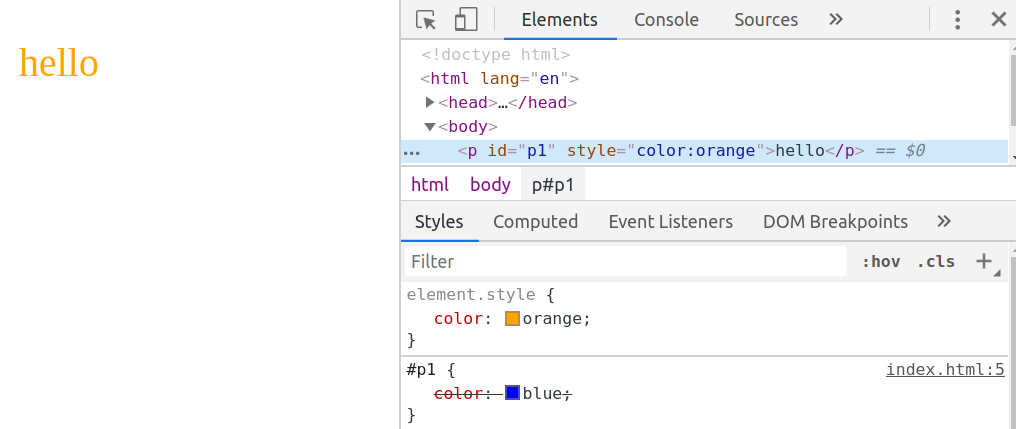 hello
Elements Console Sources »
<!doctype html>
<html lang="en">
▶<head>…</head>
▼<body>
… <p id="p1" style="color:orange">hello</p> == $0
html body p#p1
Styles Computed Event Listeners DOM Breakpoints »
Filter :hov .cls +
element.style {
color: orange;
}
#p1 { index.html:5
color: blue;
}